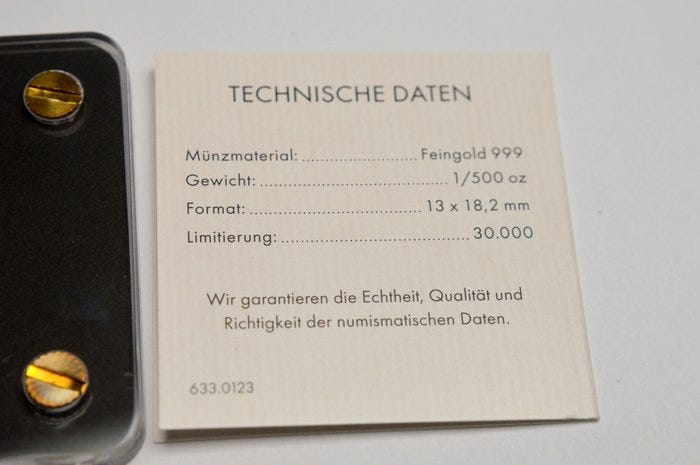 TECHNISCHE DATEN
Münzmaterial: ........................ Feingold 999
Gewicht: ....................................... 1/500 oz
Format: ................................... 13 x 18,2 mm
Limitierung: ...................................... 30.000
Wir garantieren die Echtheit, Qualität und
Richtigkeit der numismatischen Daten.
633.0123